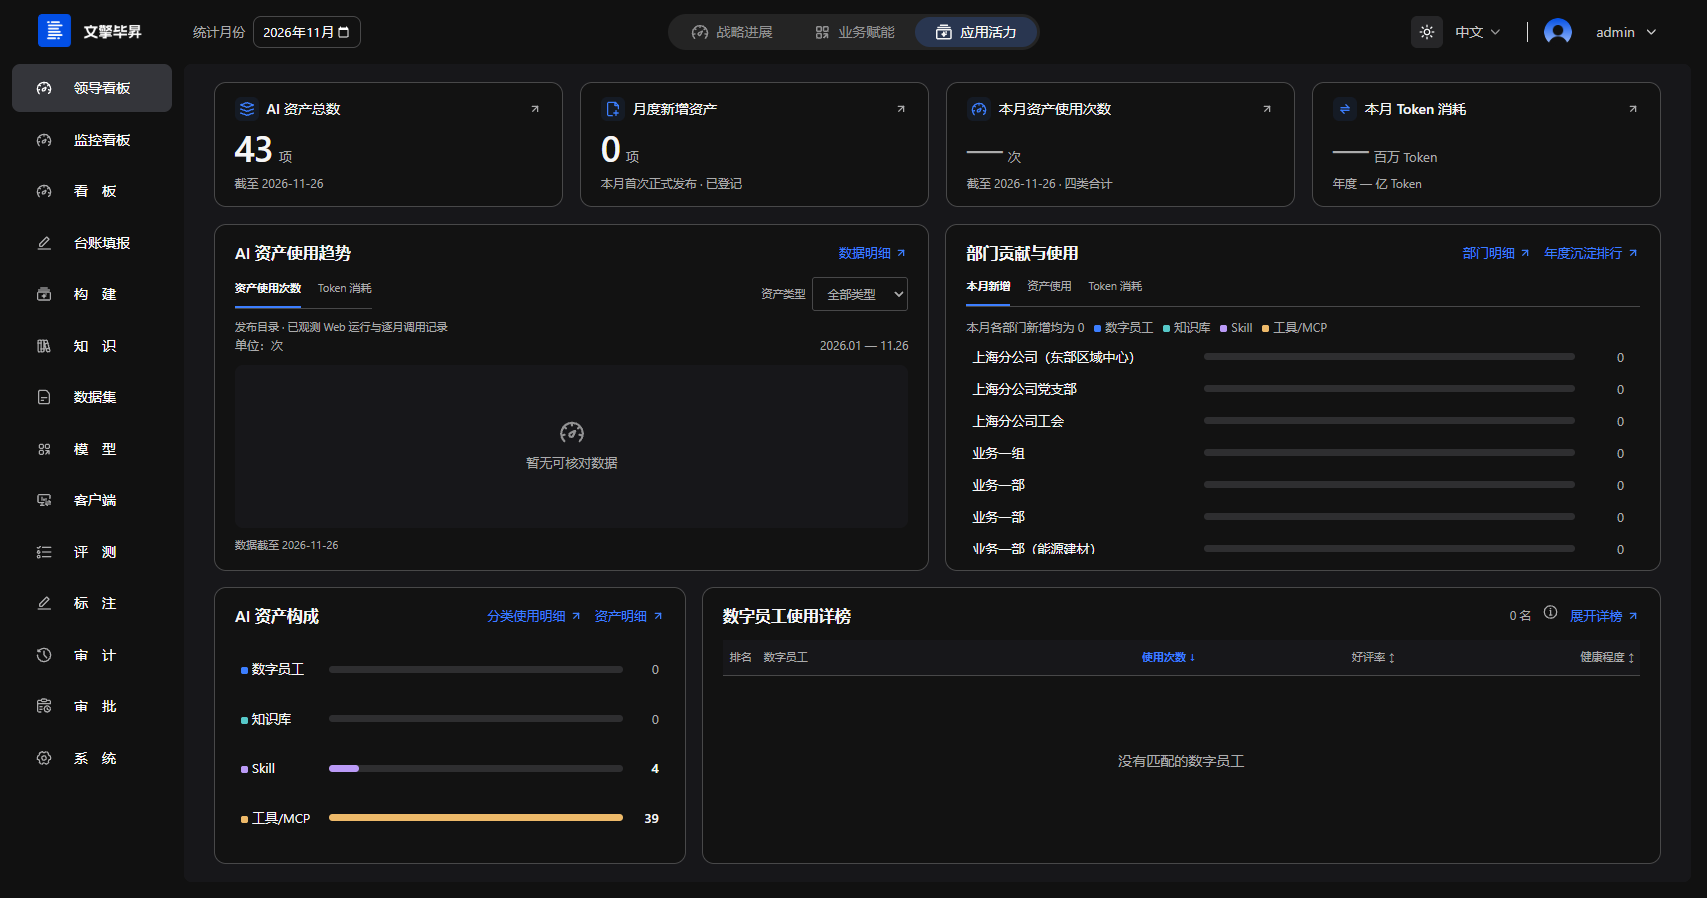 文擎毕昇
统计月份 2026年11月
战略进展 业务赋能 应用活力
中文 admin
领导看板
监控看板
看 板
台账填报
构 建
知 识
数据集
模 型
客户端
评 测
标 注
审 计
审 批
系 统
AI 资产总数
43 项
截至 2026-11-26
月度新增资产
0 项
本月首次正式发布 · 已登记
本月资产使用次数
— 次
截至 2026-11-26 · 四类合计
本月 Token 消耗
— 百万 Token
年度 — 亿 Token
AI 资产使用趋势 数据明细
资产使用次数 Token 消耗
资产类型 全部类型
发布目录 · 已观测 Web 运行与逐月调用记录
单位：次 2026.01 — 11.26
暂无可核对数据
数据截至 2026-11-26
部门贡献与使用 部门明细 年度沉淀排行
本月新增 资产使用 Token 消耗
本月各部门新增均为 0 数字员工 知识库 Skill 工具/MCP
上海分公司（东部区域中心） 0
上海分公司党支部 0
上海分公司工会 0
业务一组 0
业务一部 0
业务一部 0
业务一部（能源建材） 0
AI 资产构成 分类使用明细 资产明细
数字员工 0
知识库 0
Skill 4
工具/MCP 39
数字员工使用详榜 0 名 展开详榜
排名 数字员工 使用次数 ↓ 好评率 ↕ 健康程度 ↕
没有匹配的数字员工